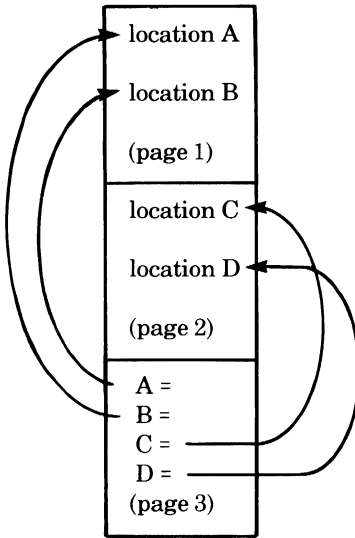 location A
location B
(page 1)
location C
location D
(page 2)
A =
B =
C =
D =
(page 3)